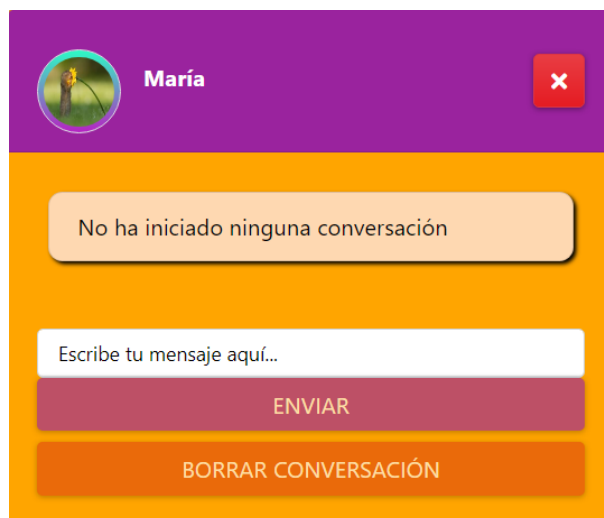 María
No ha iniciado ninguna conversación
Escribe tu mensaje aquí...
ENVIAR
BORRAR CONVERSACIÓN